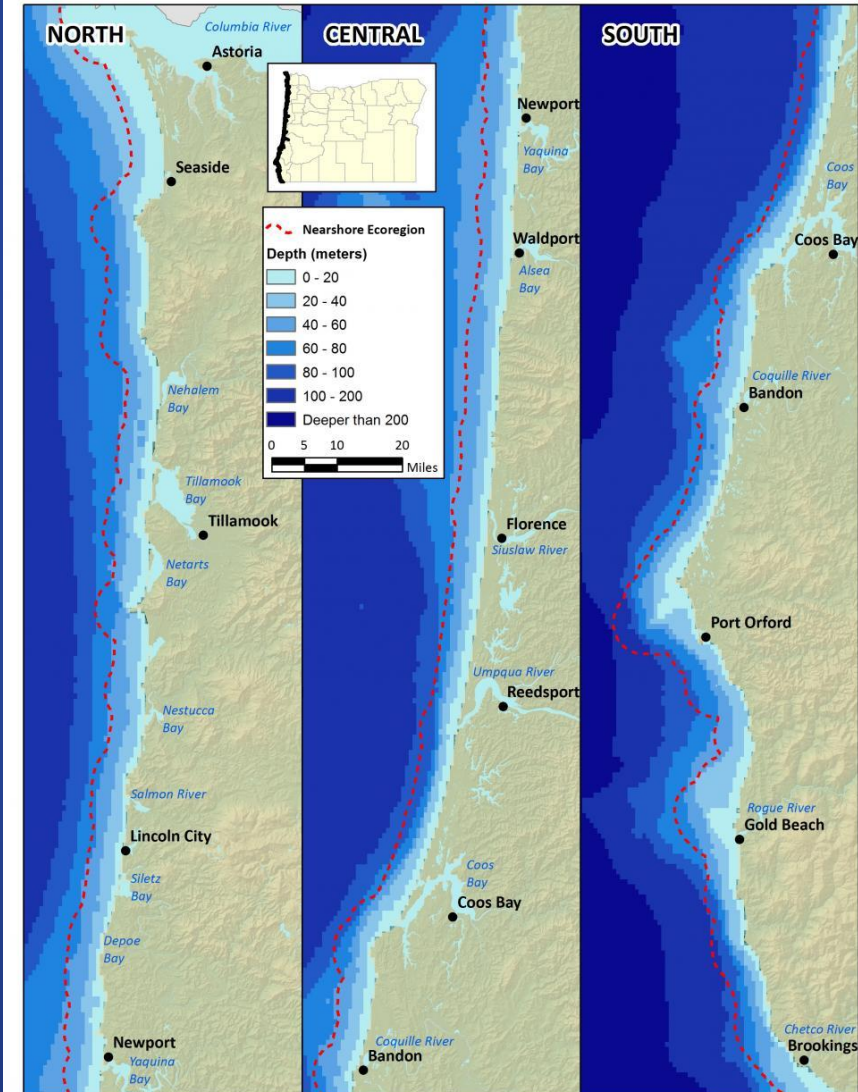 NORTH
Columbia River
Astoria
Seaside
Nehalem
Bay
Tillamook
Bay
Tillamook
Netarts
Bay
Nestucca
Bay
Salmon River
Lincoln City
Siletz
Bay
Depoe
Bay
Newport
Yaquina
Bay
CENTRAL
Newport
Yaquina
Bay
Waldport
Alsea
Bay
Nearshore Ecoregion
Depth (meters)
0 - 20
20 - 40
40 - 60
60 - 80
80 - 100
100 - 200
Deeper than 200
0 5 10 20
Miles
Florence
Siuslaw River
Umpqua River
Reedsport
Coos
Bay
Coos Bay
Coquille River
Bandon
SOUTH
Coos
Bay
Coos Bay
Coquille River
Bandon
Port Orford
Rogue River
Gold Beach
Chetco River
Brookings